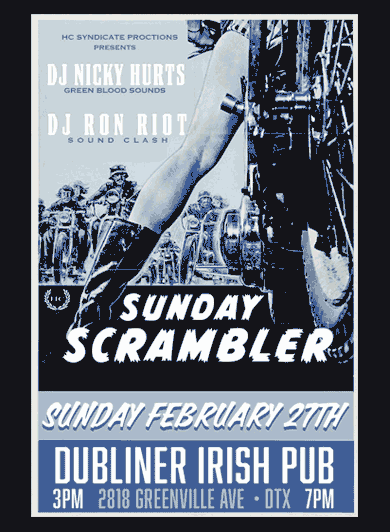 HC SYNDICATE PROCTIONS
PRESENTS
DJ NICKY HURTS
GREEN BLOOD SOUNDS
DJ RON RIOT
SOUND CLASH
HC
SUNDAY
SCRAMBLER
SUNDAY FEBRUARY 27TH
DUBLINER IRISH PUB
3PM 2818 GREENVILLE AVE • DTX 7PM